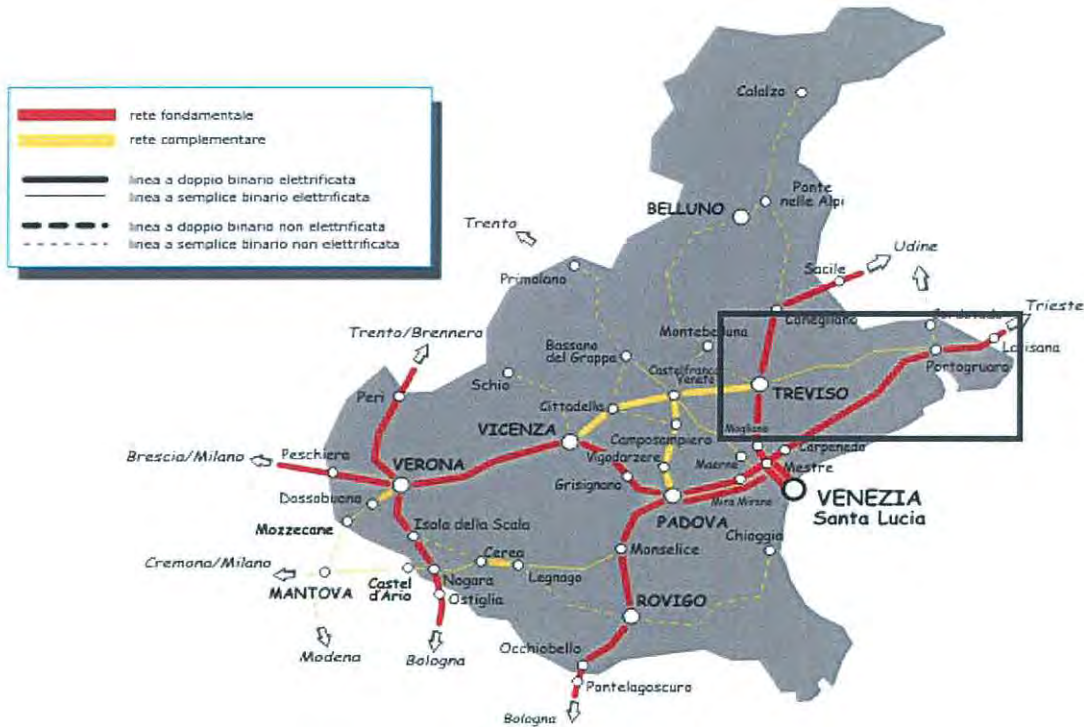 rete fondamentale
rete complementare
linea a doppio binario elettrificata
linea a semplice binario elettrificata
linea a doppio binario non elettrificata
linea a semplice binario non elettrificata
Calalzo
Ponte
nelle Alpi
BELLUNO
Trento
Udine
Sacile
Primolano
Trieste
Conegliano
Trento/Brennero
Montebelluna
Latisana
Bassano
del Grappa
Portogruaro
Castelfranco
Veneto
Schio
TREVISO
Peri
Cittadella
VICENZA
Mogliano
Camposampiero
Carpenedo
Brescia/Milano
Peschiera
Vigodarzere
Maerne
Mestre
VERONA
Grisignano
Mira Mirano
VENEZIA
Santa Lucia
Dossobuono
PADOVA
Mozzecane
Isola della Scala
Chioggia
Cerea
Monselice
Cremona/Milano
Castel
d'Ario
Nogara
Legnago
MANTOVA
Ostiglia
ROVIGO
Modena
Bologna
Occhiobello
Pontelagoscuro
Bologna